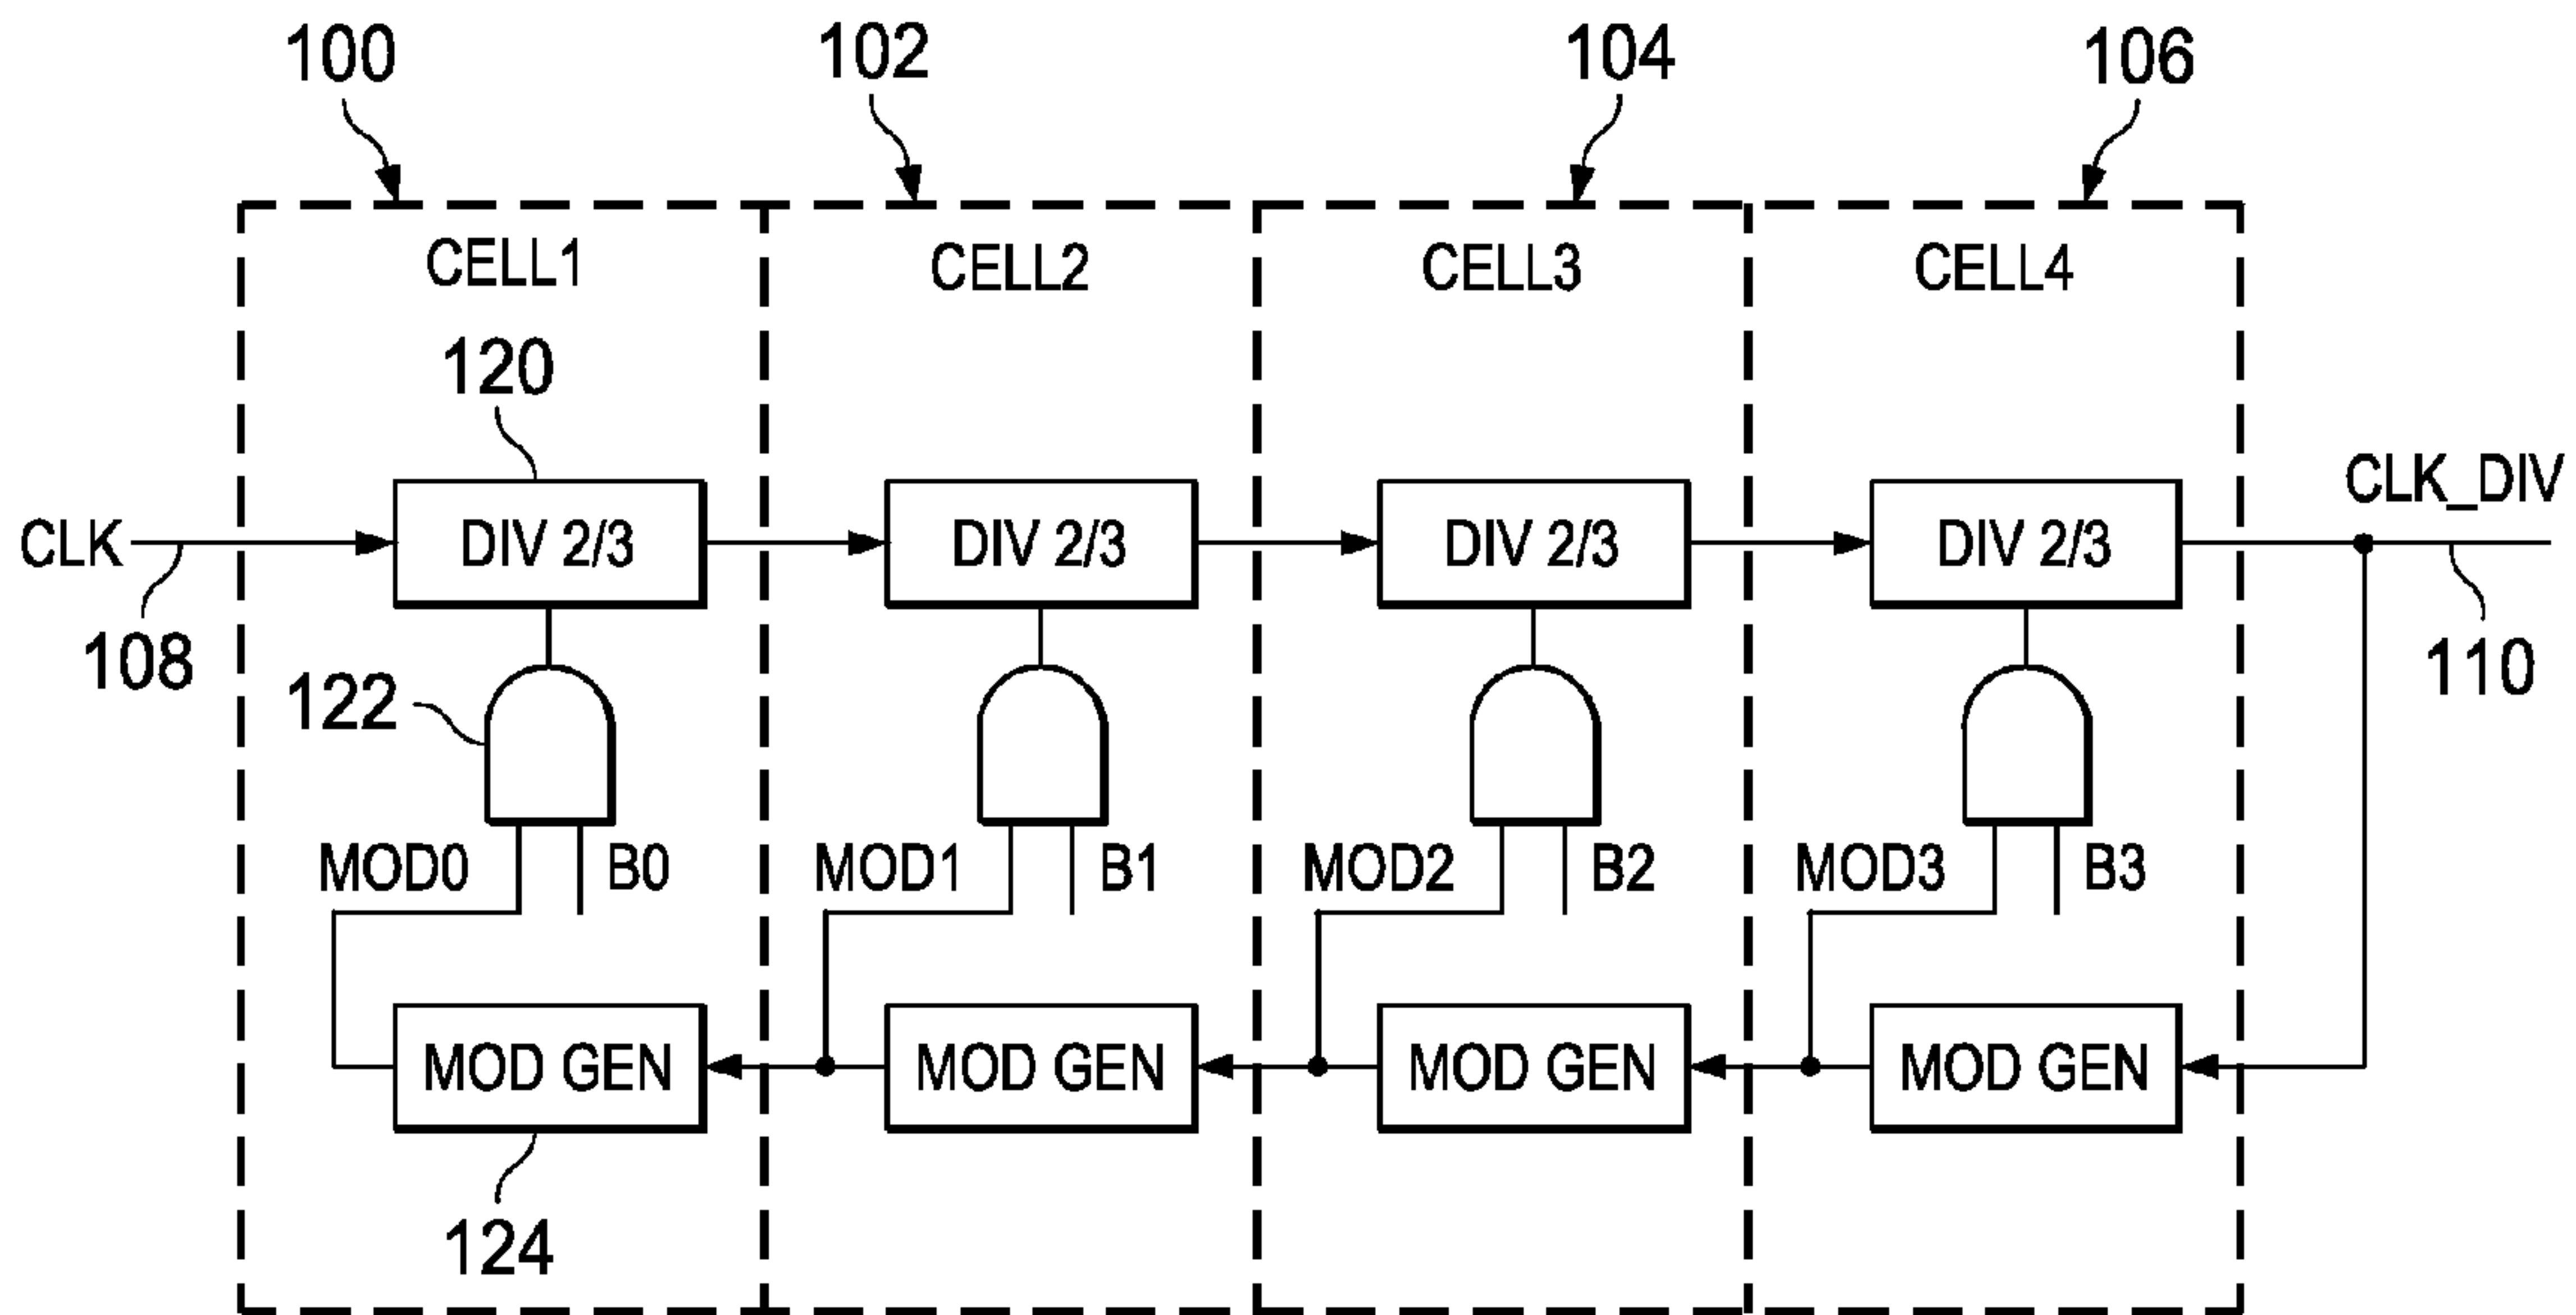 100
102
104
106
CELL1
CELL2
CELL3
CELL4
120
CLK
DIV 2/3
DIV 2/3
DIV 2/3
DIV 2/3
CLK_DIV
108
110
122
MOD0
B0
MOD1
B1
MOD2
B2
MOD3
B3
MOD GEN
MOD GEN
MOD GEN
MOD GEN
124